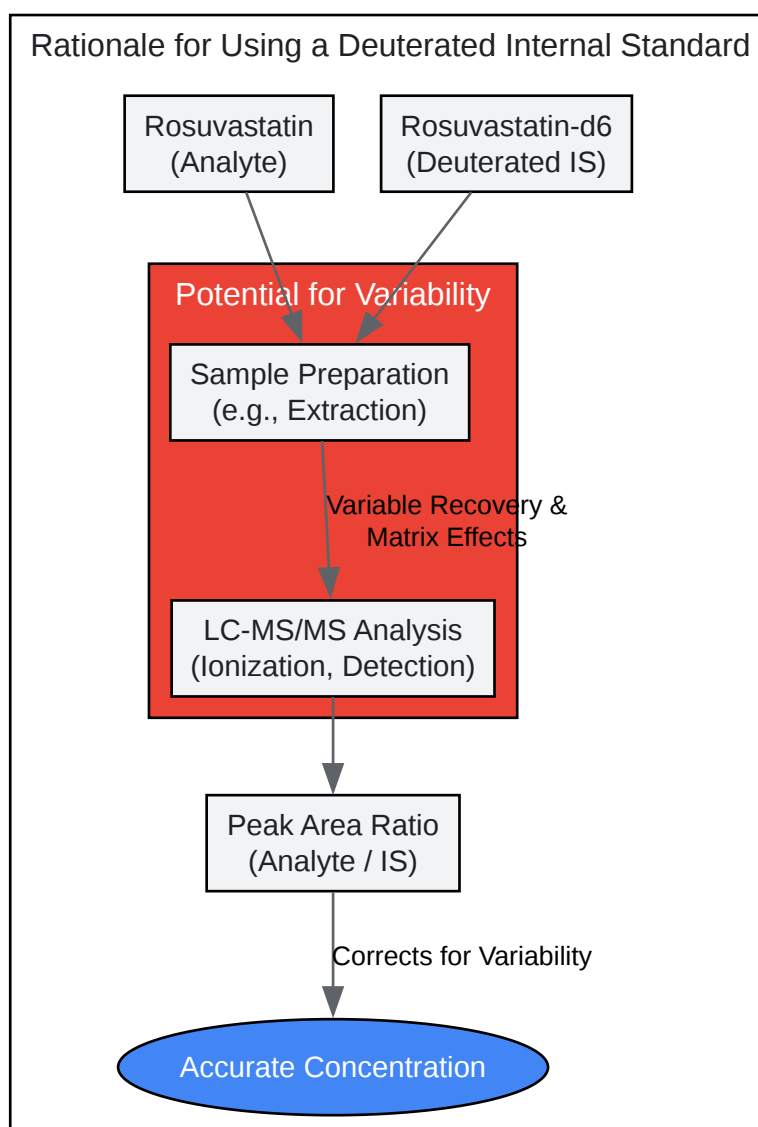 Rationale for Using a Deuterated Internal Standard
Rosuvastatin
(Analyte)
Rosuvastatin-d6
(Deuterated IS)
Potential for Variability
Sample Preparation
(e.g., Extraction)
Variable Recovery &
Matrix Effects
LC-MS/MS Analysis
(Ionization, Detection)
Peak Area Ratio
(Analyte / IS)
Corrects for Variability
Accurate Concentration